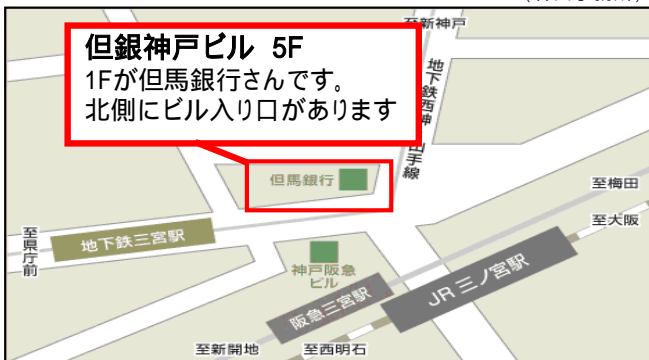 至新神戸
但銀神戸ビル 5F
1Fが但馬銀行さんです。
北側にビル入り口があります
地下鉄西神
山手線
但馬銀行
至梅田
至大阪
至県庁前
地下鉄三宮駅
神戸阪急
ビル
JR三ノ宮駅
阪急三宮駅
至新開地
至西明石